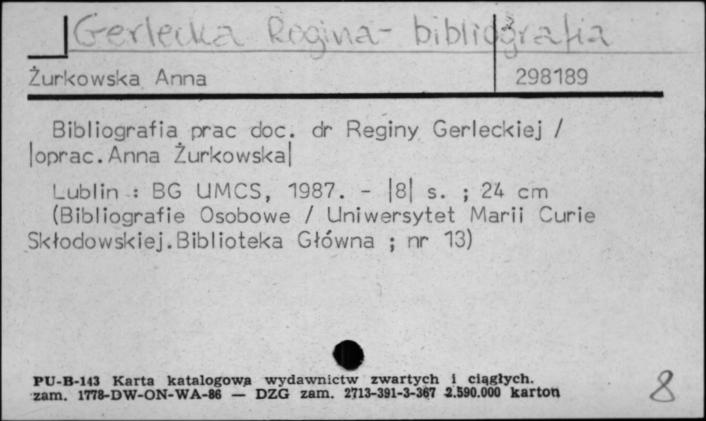 Gerlecka Regina - bibliografia
Żurkowska Anna 298189
Bibliografia prac doc. dr Reginy Gerleckiej /
|oprac.Anna Żurkowska|
Lublin : BG UMCS, 1987. - |8| s. ; 24 cm
(Bibliografie Osobowe / Uniwersytet Marii Curie
Skłodowskiej.Biblioteka Główna ; nr 13)
PU-B-143 Karta katalogowa wydawnictw zwartych i ciągłych.
zam. 1778-DW-ON-WA-86 — DZG zam. 2713-391-3-367 2.590.000 karton
8